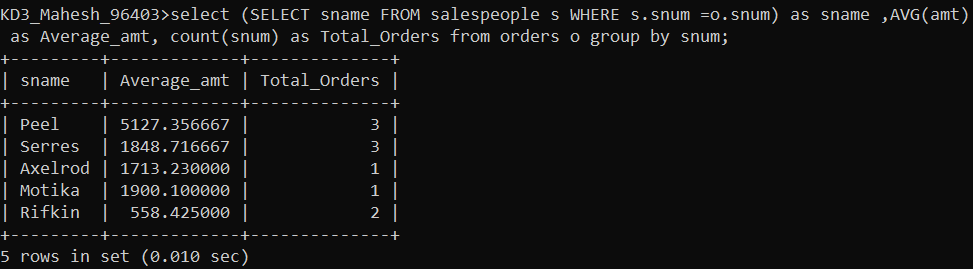 KD3_Mahesh_96403>select (SELECT sname FROM salespeople s WHERE s.snum =o.snum) as sname ,AVG(amt)
 as Average_amt, count(snum) as Total_Orders from orders o group by snum;
+----------+-------------+--------------+
| sname    | Average_amt | Total_Orders |
+----------+-------------+--------------+
| Peel     | 5127.356667 |            3 |
| Serres   | 1848.716667 |            3 |
| Axelrod  | 1713.230000 |            1 |
| Motika   | 1900.100000 |            1 |
| Rifkin   |  558.425000 |            2 |
+----------+-------------+--------------+
5 rows in set (0.010 sec)